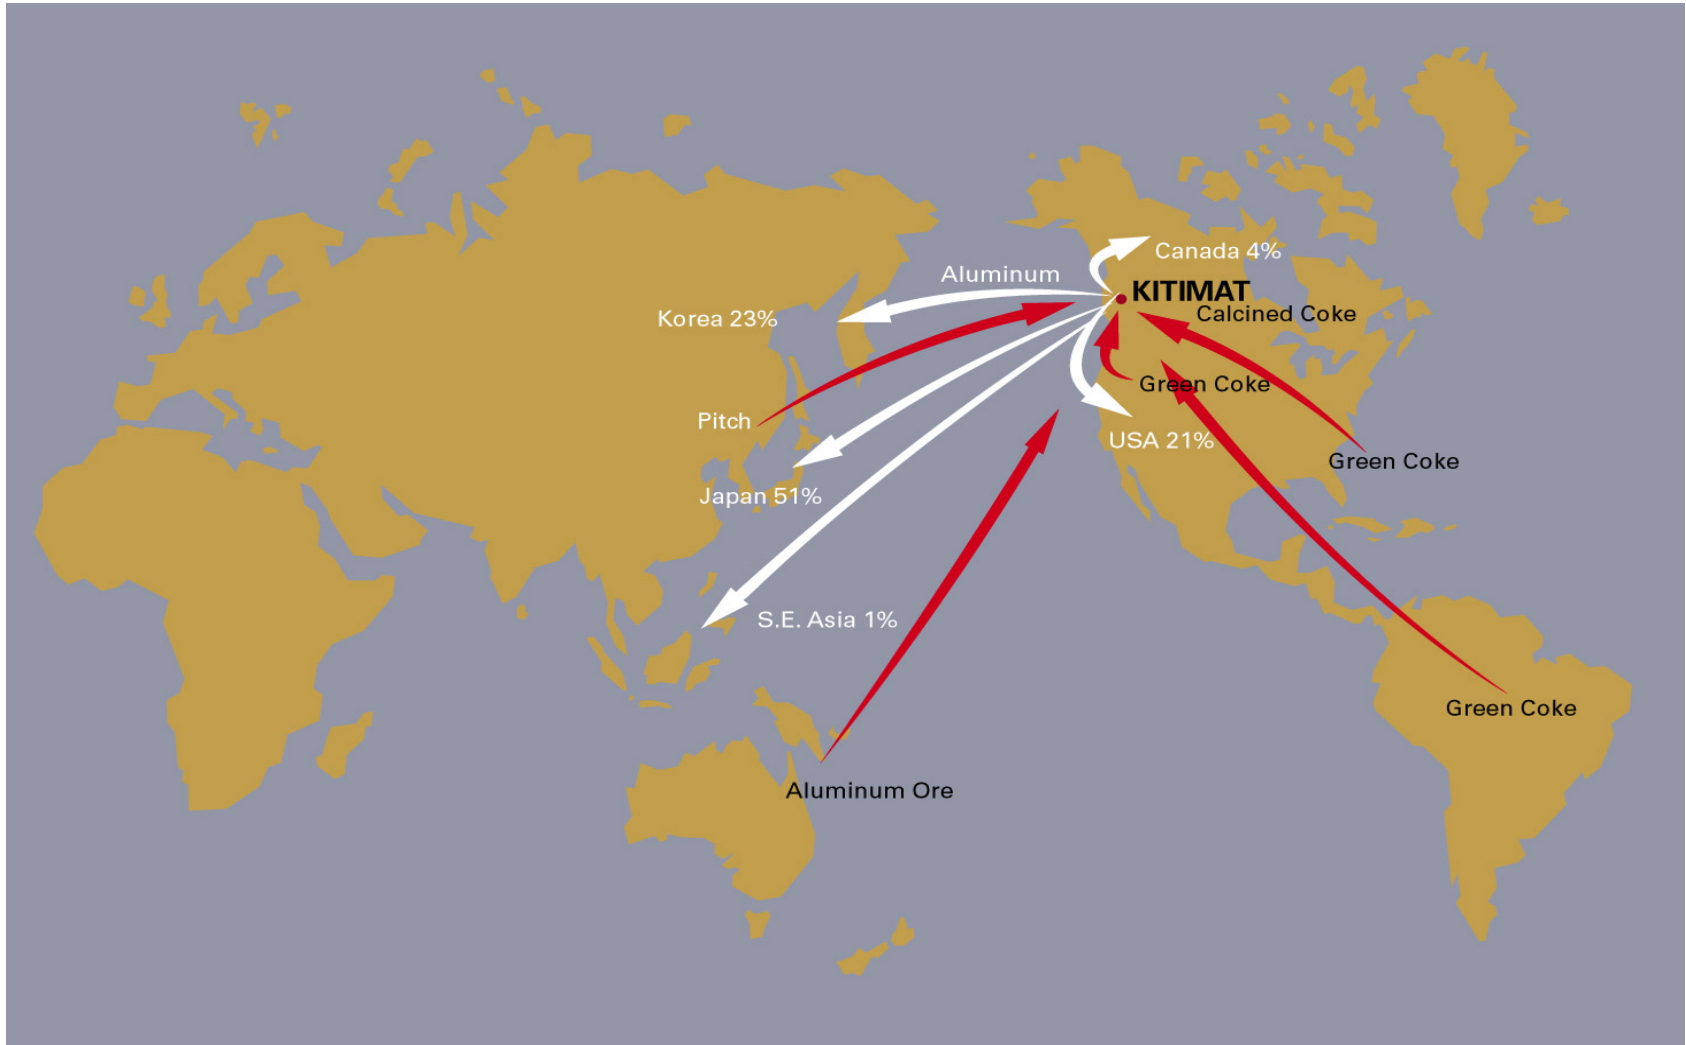 Canada 4%
Aluminum
KITIMAT
Calcined Coke
Korea 23%
Green Coke
Pitch
USA 21%
Green Coke
Japan 51%
S.E. Asia 1%
Green Coke
Aluminum Ore